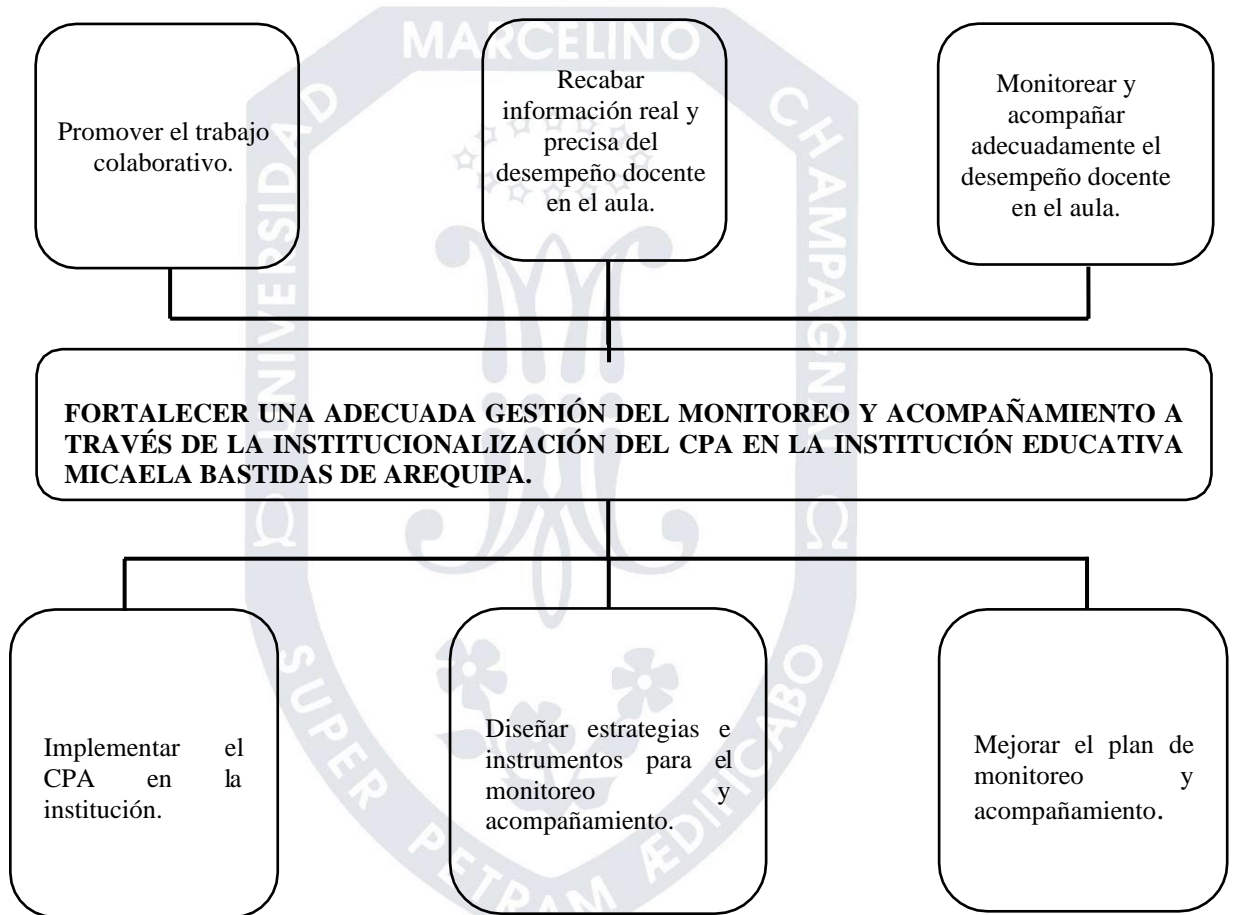 MARCELINO
UNIVERSIDAD
CHAMPAGNAT
Promover el trabajo
colaborativo.
Recabar
información real y
precisa del
desempeño docente
en el aula.
Monitorear y
acompañar
adecuadamente el
desempeño docente
en el aula.
FORTALECER UNA ADECUADA GESTIÓN DEL MONITOREO Y ACOMPAÑAMIENTO A
TRAVÉS DE LA INSTITUCIONALIZACIÓN DEL CPA EN LA INSTITUCIÓN EDUCATIVA
MICAELA BASTIDAS DE AREQUIPA.
Ω
Ω
Implementar el
CPA en la
institución.
Diseñar estrategias e
instrumentos para el
monitoreo y
acompañamiento.
Mejorar el plan de
monitoreo y
acompañamiento.
SUPER PETRAM ÆDIFICABO